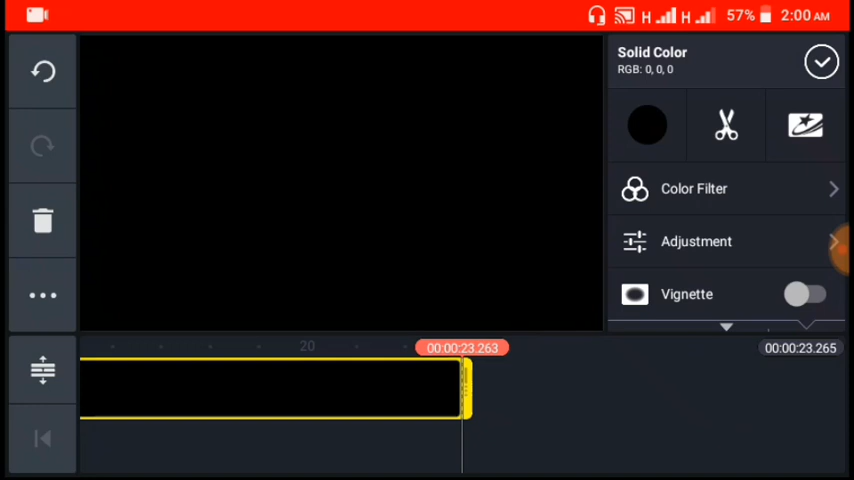 H H 57% 2:00 AM
Solid Color
RGB: 0, 0, 0
Color Filter
Adjustment
Vignette
20
00:00:23.263
00:00:23.265